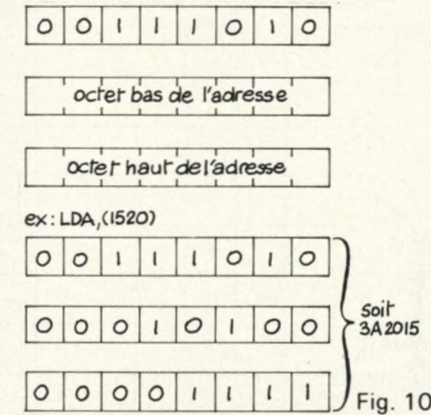 0 0 1 1 1 0 1 0
octet bas de l'adresse
octet haut de l'adresse
ex: LDA,(1520)
0 0 1 1 1 0 1 0
0 0 0 1 0 1 0 0
0 0 0 0 1 1 1 1
soit
3A2015
Fig. 10